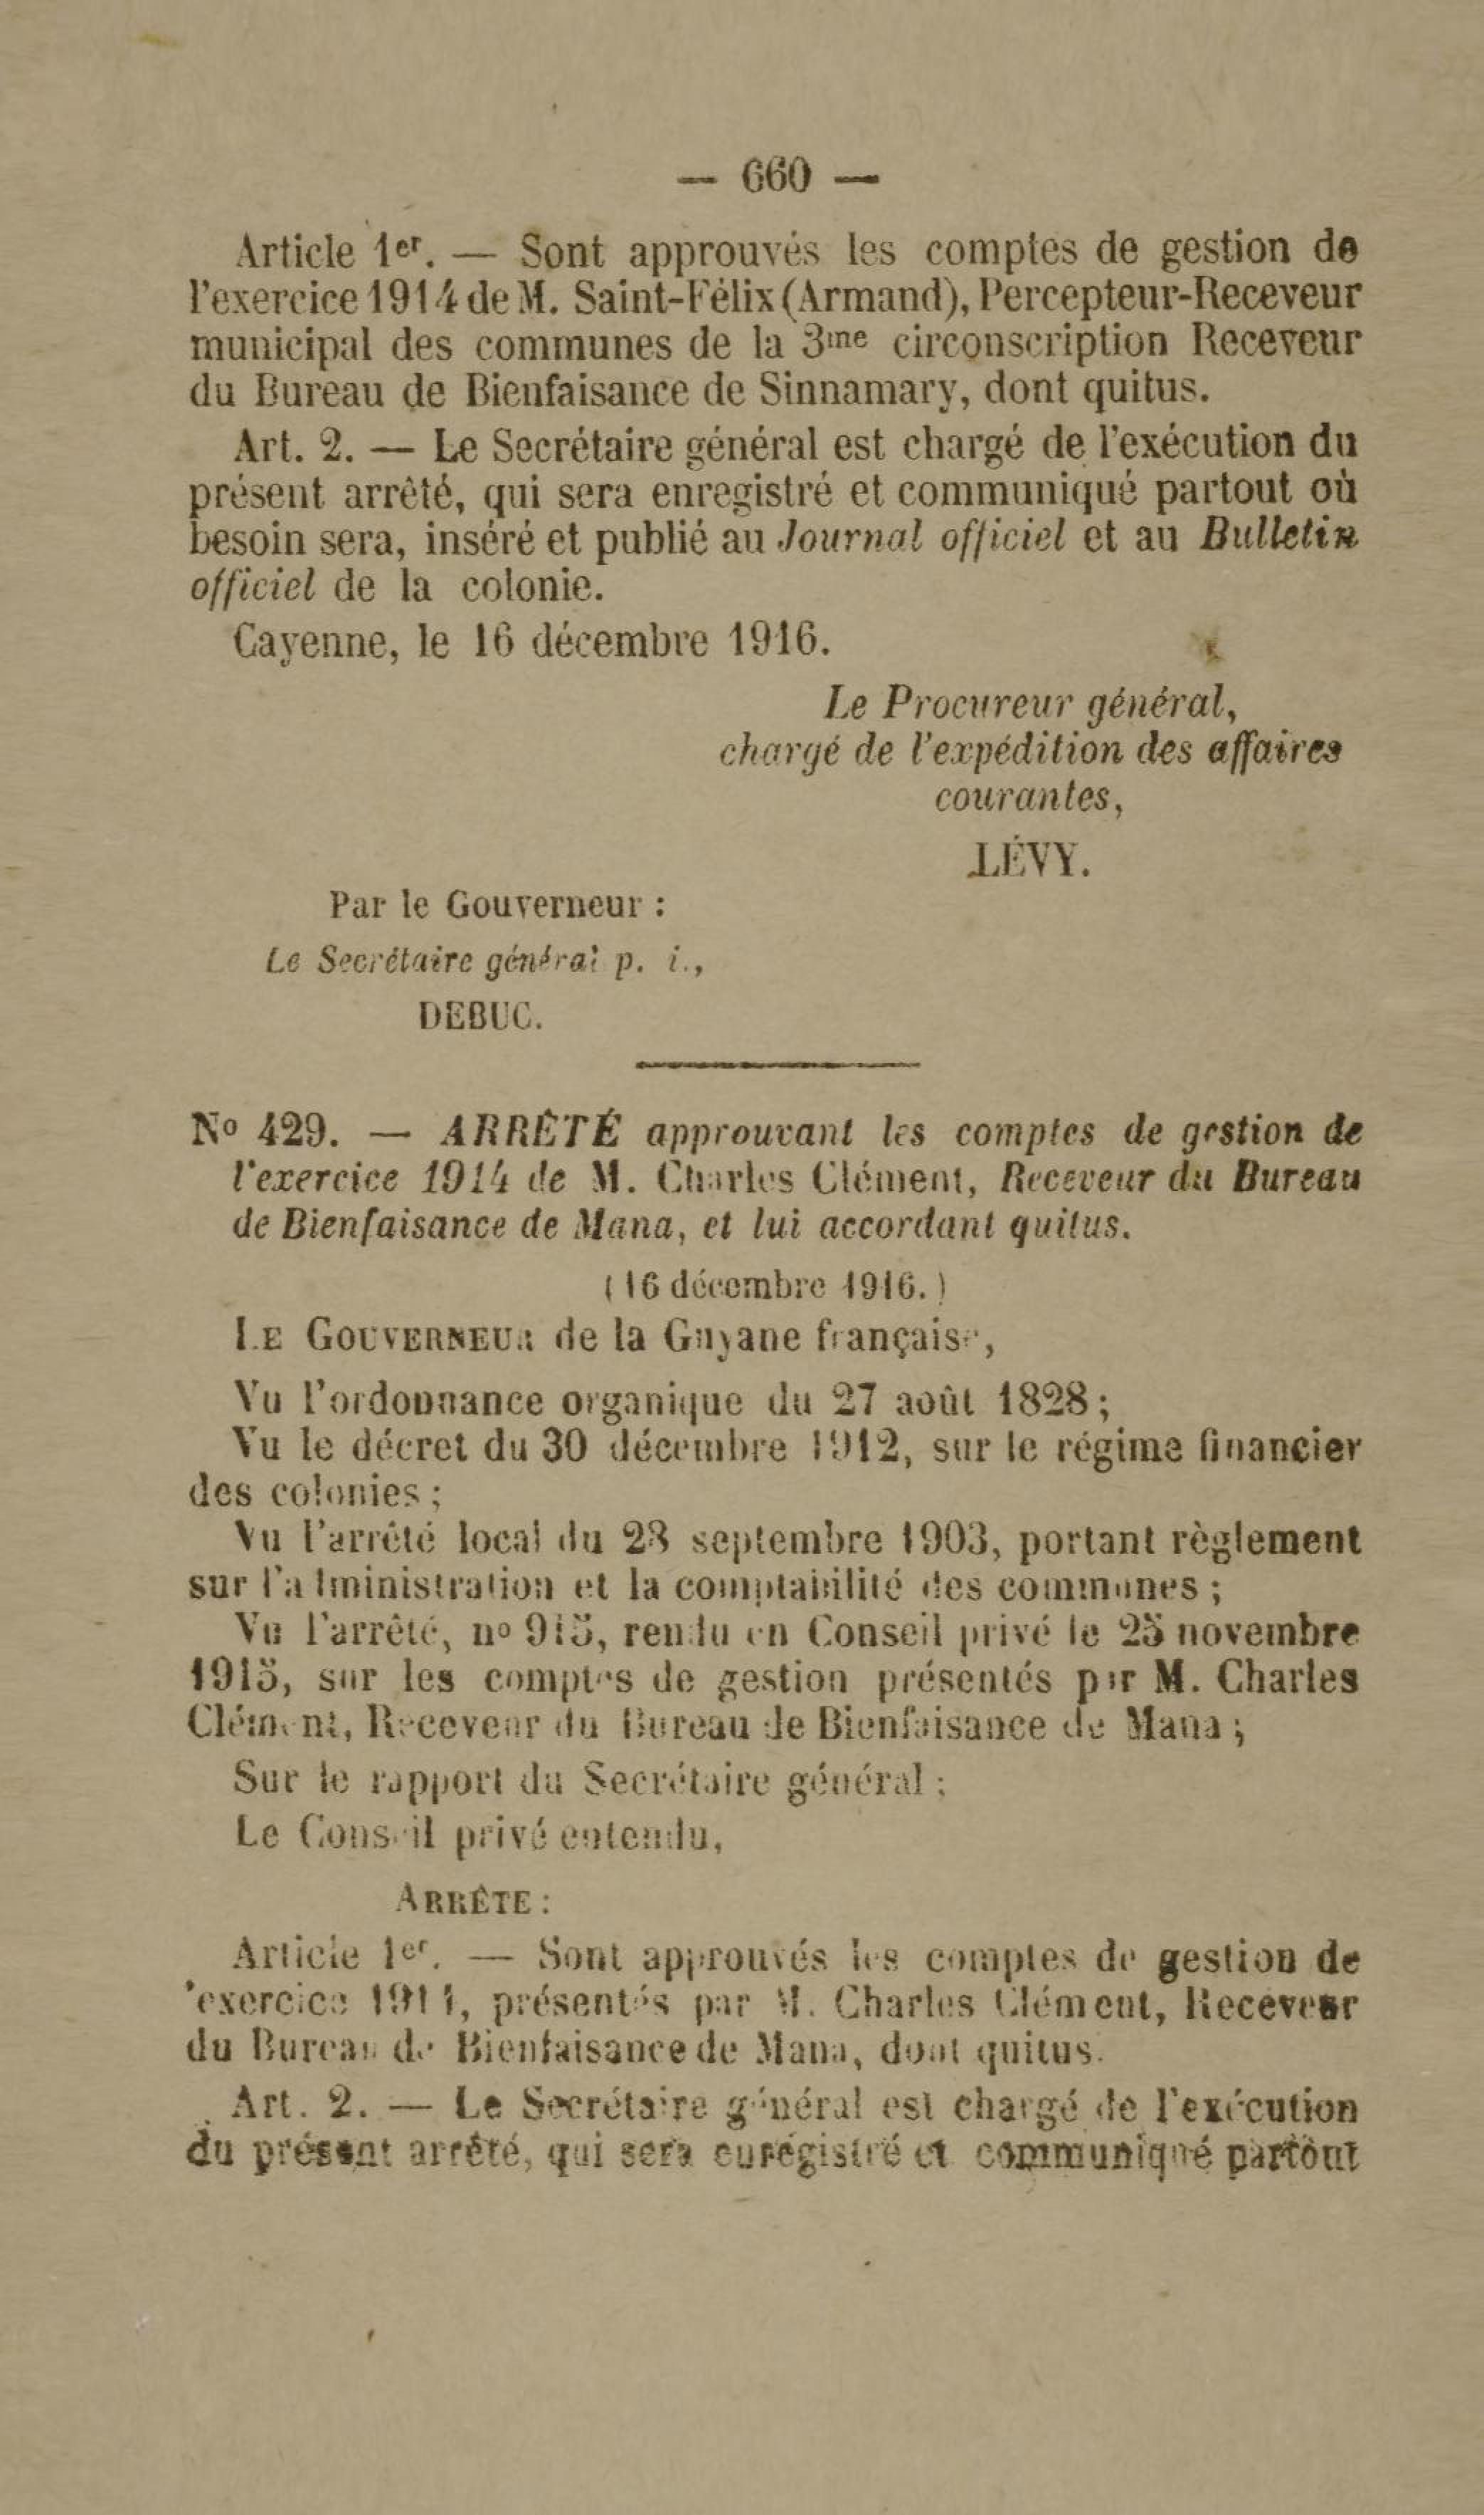 — 660 —
Article 1er. — Sont approuvés les comptes de gestion de
l'exercice 1914 de M. Saint-Félix (Armand), Percepteur-Receveur
municipal des communes de la 3me circonscription Receveur
du Bureau de Bienfaisance de Sinnamary, dont quitus.
Art. 2. — Le Secrétaire général est chargé de l'exécution du
présent arrêté, qui sera enregistré et communiqué partout où
besoin sera, inséré et publié au Journal officiel et au Bulletin
officiel de la colonie.
Cayenne, le 16 décembre 1916.
Le Procureur général,
chargé de l'expédition des affaires
courantes,
LÉVY.
Par le Gouverneur :
Le Secrétaire général p. i.,
DEBUC.
No 429. — ARRÊTÉ approuvant les comptes de gestion de
l'exercice 1914 de M. Charles Clément, Receveur du Bureau
de Bienfaisance de Mana, et lui accordant quitus.
(16 décembre 1916.)
LE GOUVERNEUR de la Guyane française,
Vu l'ordonnance organique du 27 août 1828 ;
Vu le décret du 30 décembre 1912, sur le régime financier
des colonies ;
Vu l'arrêté local du 28 septembre 1903, portant règlement
sur l'administration et la comptabilité des communes ;
Vu l'arrêté, no 915, rendu en Conseil privé le 25 novembre
1915, sur les comptes de gestion présentés par M. Charles
Clément, Receveur du Bureau de Bienfaisance de Mana ;
Sur le rapport du Secrétaire général ;
Le Conseil privé entendu,
ARRÊTE :
Article 1er. — Sont approuvés les comptes de gestion de
'exercice 1914, présentés par M. Charles Clément, Receveur
du Bureau de Bienfaisance de Mana, dont quitus.
Art. 2. — Le Secrétaire général est chargé de l'exécution
du présent arrêté, qui sera enregistré et communiqué partout